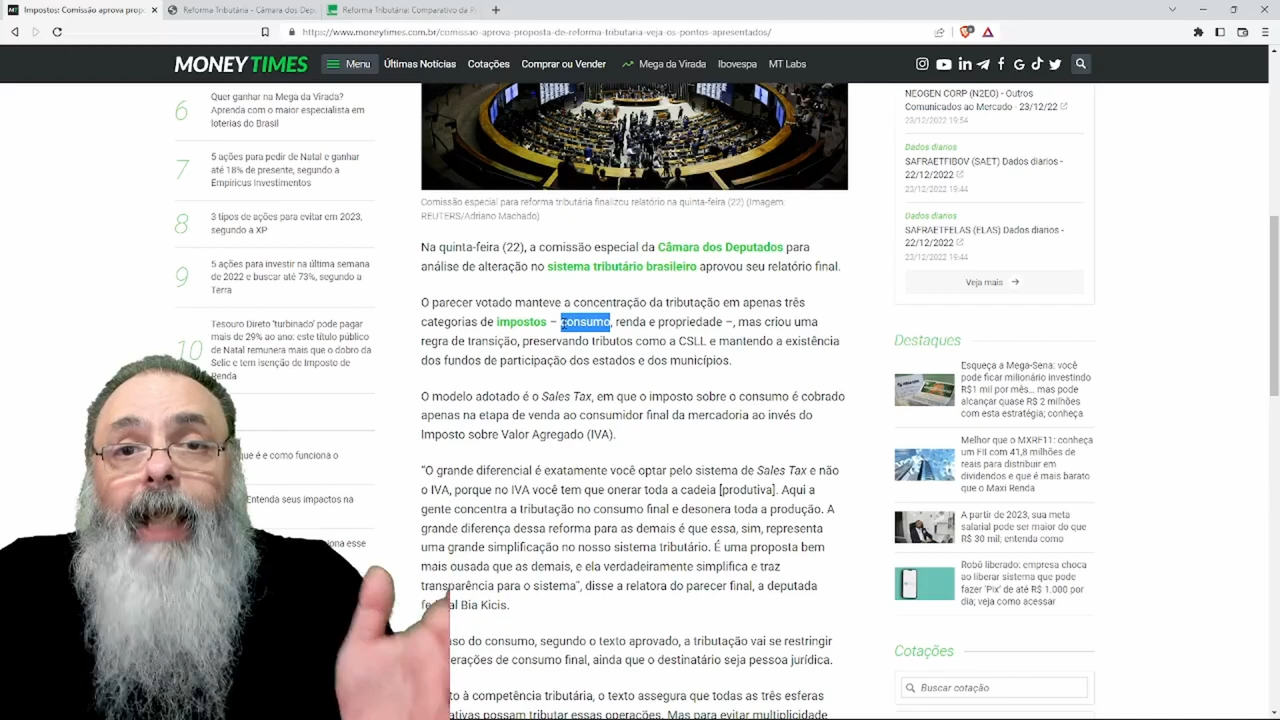 Impostos: Comissão aprova propo
Reforma Tributária - Câmara dos Dep
Reforma Tributária: Comparativo da P
https://www.moneytimes.com.br/comissao-aprova-proposta-de-reforma-tributaria-veja-os-pontos-apresentados/
MONEY TIMES
Menu
Últimas Notícias
Cotações
Comprar ou Vender
Mega da Virada
Ibovespa
MT Labs
6
Quer ganhar na Mega da Virada?
Aprenda com o maior especialista em
loterias do Brasil
7
5 ações para pedir de Natal e ganhar
até 18% de presente, segundo a
Empiricus Investimentos
8
3 tipos de ações para evitar em 2023,
segundo a XP
9
5 ações para investir na última semana
de 2022 e buscar até 73%, segundo a
Terra
10
Tesouro Direto 'turbinado' pode pagar
mais de 29% ao ano: este título público
do Natal remunera mais que o dobro da
Selic e tem isenção de Imposto de
Renda
que é e como funciona o
Entenda seus impactos na
ona esse
Comissão especial para reforma tributária finalizou relatório na quinta-feira (22) (Imagem:
REUTERS/Adriano Machado)
Na quinta-feira (22), a comissão especial da Câmara dos Deputados para
análise de alteração no sistema tributário brasileiro aprovou seu relatório final.
O parecer votado manteve a concentração da tributação em apenas três
categorias de impostos – consumo, renda e propriedade –, mas criou uma
regra de transição, preservando tributos como a CSLL e mantendo a existência
dos fundos de participação dos estados e dos municípios.
O modelo adotado é o Sales Tax, em que o imposto sobre o consumo é cobrado
apenas na etapa de venda ao consumidor final da mercadoria ao invés do
Imposto sobre Valor Agregado (IVA).
“O grande diferencial é exatamente você optar pelo sistema de Sales Tax e não
o IVA, porque no IVA você tem que onerar toda a cadeia [produtiva]. Aqui a
gente concentra a tributação no consumo final e desonera toda a produção. A
grande diferença dessa reforma para as demais é que essa, sim, representa
uma grande simplificação no nosso sistema tributário. É uma proposta bem
mais ousada que as demais, e ela verdadeiramente simplifica e traz
transparência para o sistema”, disse a relatora do parecer final, a deputada
federal Bia Kicis.
aso do consumo, segundo o texto aprovado, a tributação vai se restringir
erações de consumo final, ainda que o destinatário seja pessoa jurídica.
to à competência tributária, o texto assegura que todas as três esferas
ativas possam tributar essas operações. Mas para evitar multiplicidade
NEOGEN CORP (N2EO) - Outros
Comunicados ao Mercado - 23/12/22
23/12/2022 19:54
Dados diarios
SAFRAETFIBOV (SAET) Dados diarios -
22/12/2022
23/12/2022 19:44
Dados diarios
SAFRAETFELAS (ELAS) Dados diarios -
22/12/2022
23/12/2022 19:44
Veja mais
Destaques
Esqueça a Mega-Sena: você
pode ficar milionário investindo
R$1 mil por mês... mas pode
alcançar quase R$ 2 milhões
com esta estratégia; conheça
Melhor que o MXRF11: conheça
um FII com 41,8 milhões de
reais para distribuir em
dividendos e que é mais barato
que o Maxi Renda
A partir de 2023, sua meta
salarial pode ser maior do que
R$ 30 mil; entenda como
Robô liberado: empresa choca
ao liberar sistema que pode
fazer 'Pix' de até R$ 1.000 por
dia; veja como acessar
Cotações
Buscar cotação